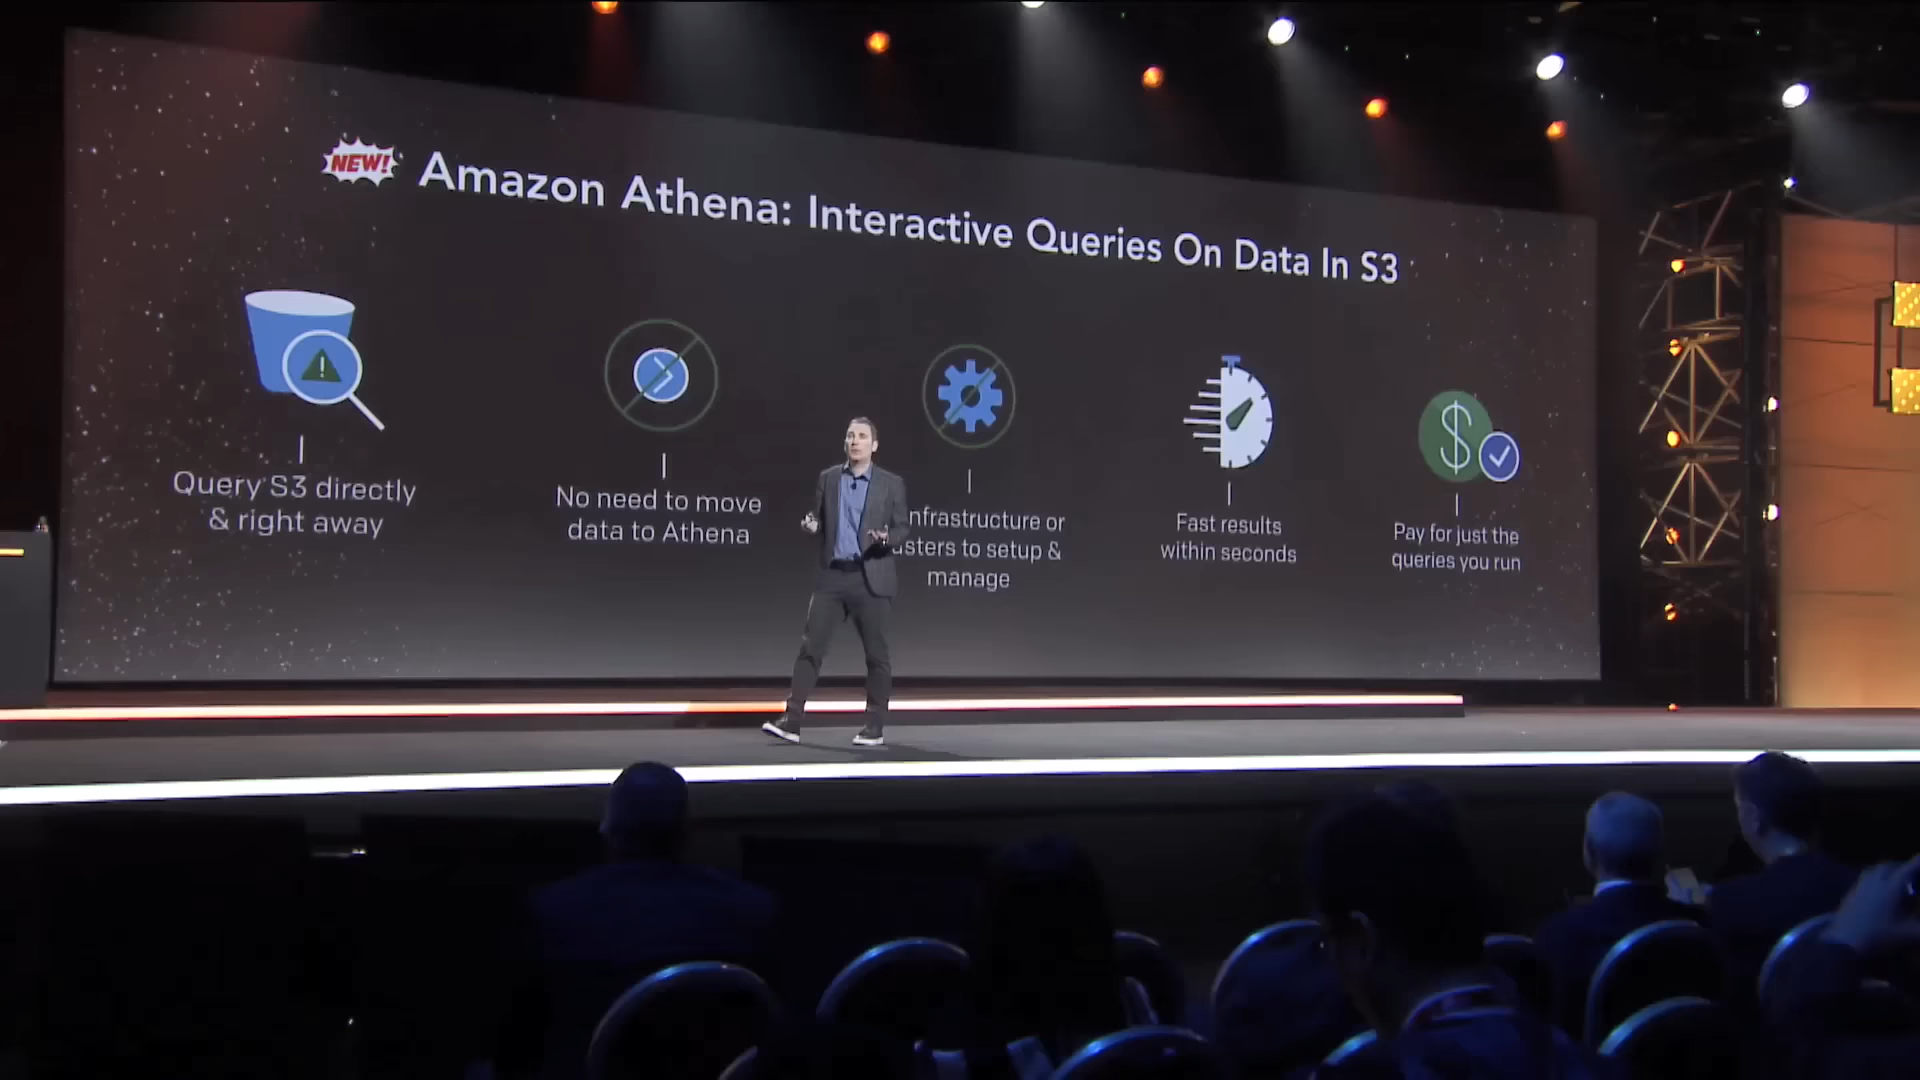 NEW!
Amazon Athena: Interactive Queries On Data In S3
Query S3 directly
& right away
No need to move
data to Athena
nfrastructure or
usters to setup &
manage
Fast results
within seconds
Pay for just the
queries you run